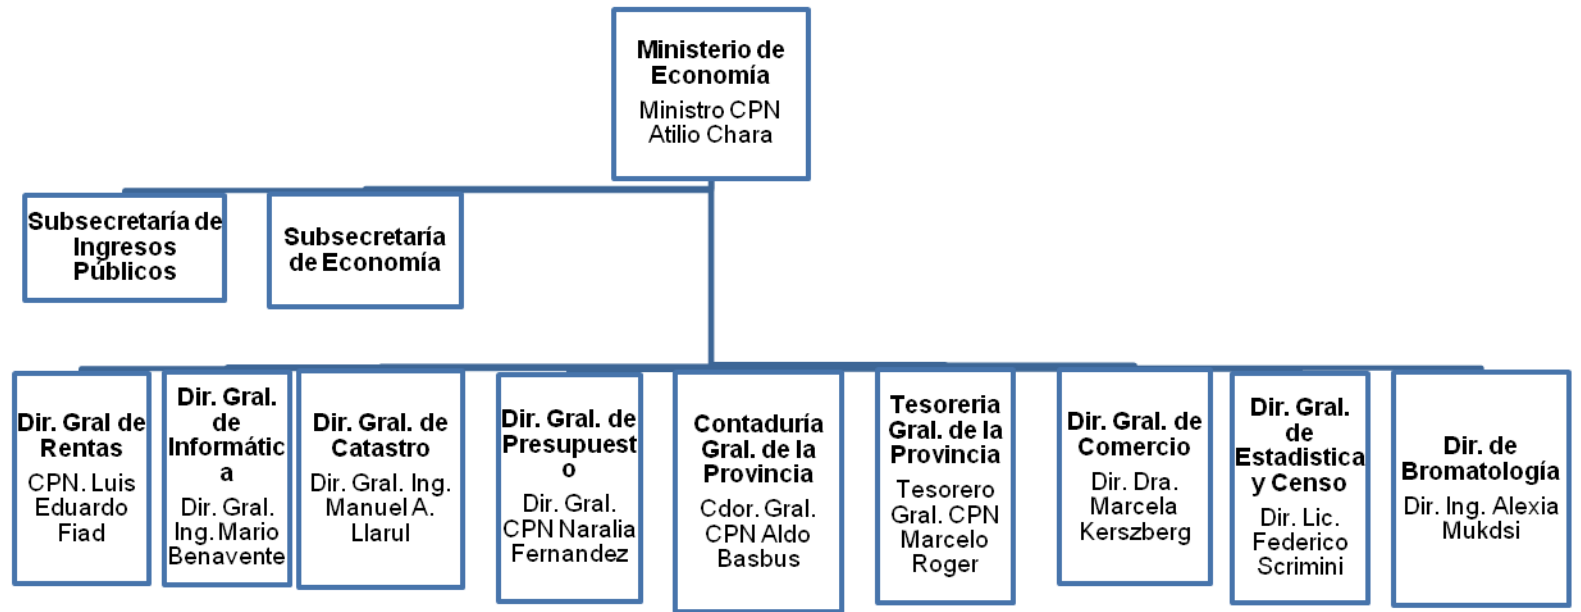 Ministerio de
Economía
Ministro CPN
Atilio Chara
Subsecretaría de
Ingresos
Públicos
Subsecretaría
de Economía
Dir. Gral de
Rentas
CPN. Luis
Eduardo
Fiad
Dir. Gral.
de
Informátic
a
Dir. Gral.
Ing. Mario
Benavente
Dir. Gral. de
Catastro
Dir. Gral. Ing.
Manuel A.
Llarul
Dir. Gral. de
Presupuest
o
Dir. Gral.
CPN Naralia
Fernandez
Contaduría
Gral. de la
Provincia
Cdor. Gral.
CPN Aldo
Basbus
Tesoreria
Gral. de la
Provincia
Tesorero
Gral. CPN
Marcelo
Roger
Dir. Gral. de
Comercio
Dir. Dra.
Marcela
Kerszberg
Dir. Gral.
de
Estadistica
y Censo
Dir. Lic.
Federico
Scrimini
Dir. de
Bromatología
Dir. Ing. Alexia
Mukdsi